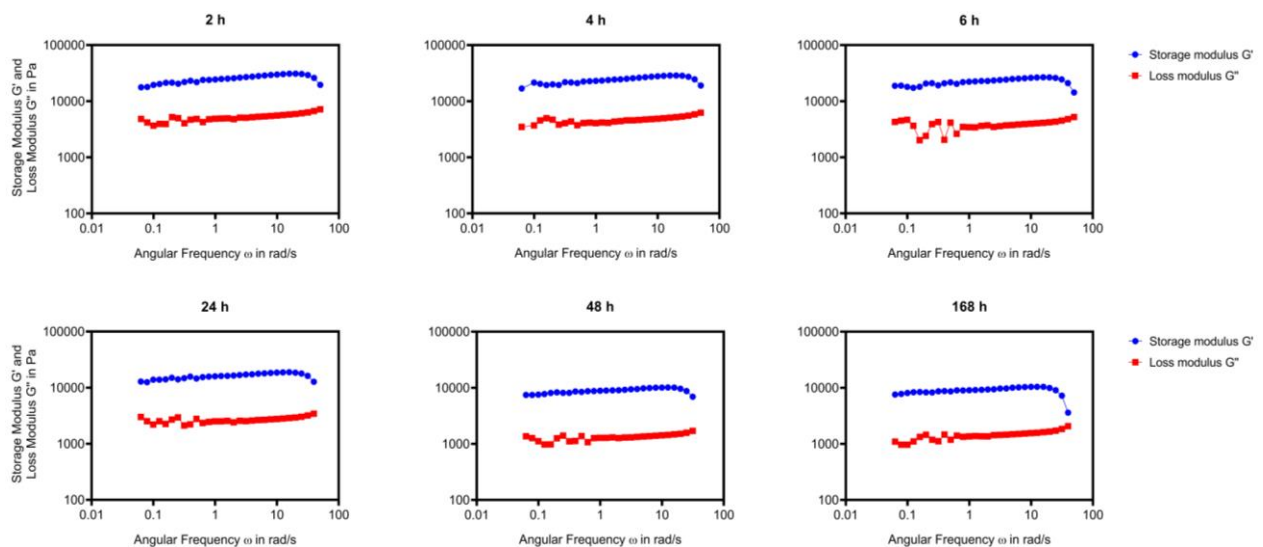 2 h
4 h
6 h
Storage Modulus G' and
Loss Modulus G" in Pa
100000
10000
1000
100
0.01
0.1
1
10
100
Angular Frequency ω in rad/s
100000
10000
1000
100
0.01
0.1
1
10
100
Angular Frequency ω in rad/s
100000
10000
1000
100
0.01
0.1
1
10
100
Angular Frequency ω in rad/s
Storage modulus G'
Loss modulus G"
24 h
48 h
168 h
Storage Modulus G' and
Loss Modulus G" in Pa
100000
10000
1000
100
0.01
0.1
1
10
100
Angular Frequency ω in rad/s
100000
10000
1000
100
0.01
0.1
1
10
100
Angular Frequency ω in rad/s
100000
10000
1000
100
0.01
0.1
1
10
100
Angular Frequency ω in rad/s
Storage modulus G'
Loss modulus G"